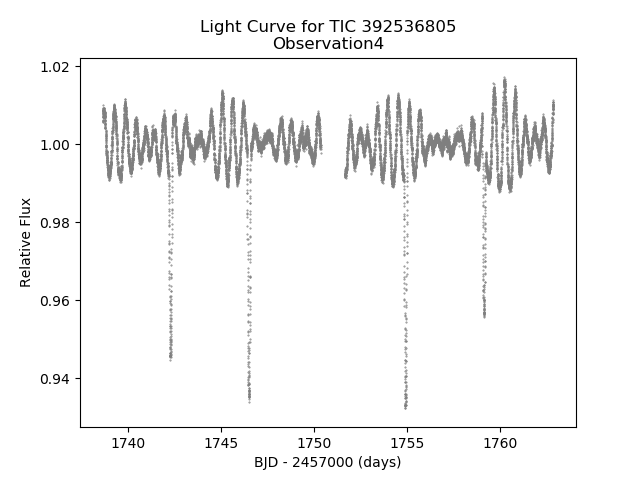 Light Curve for TIC 392536805
Observation4
1.02
1.00
0.98
0.96
0.94
Relative Flux
1740
1745
1750
1755
1760
BJD - 2457000 (days)